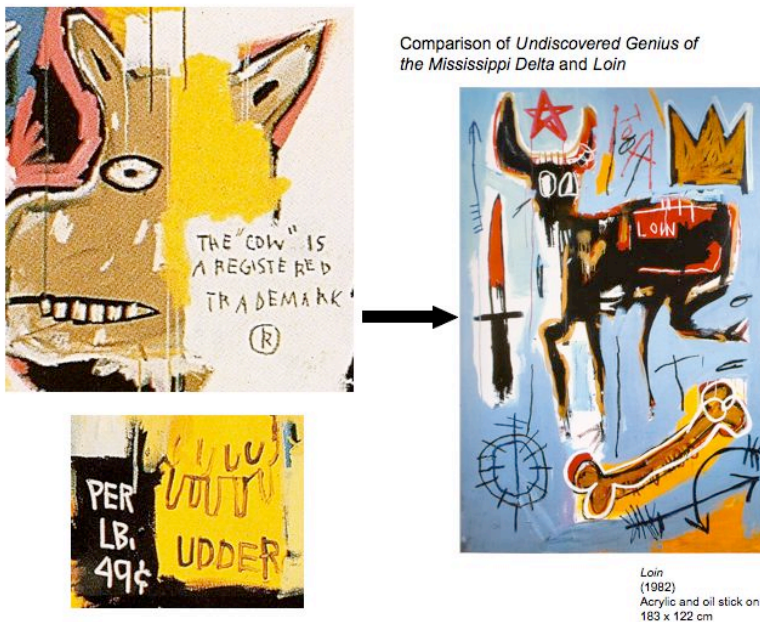 THE "COW" IS
A REGISTERED
TRADEMARK
®
PER
LB.
49¢
UDDER
Comparison of Undiscovered Genius of
the Mississippi Delta and Loin
LOIN
Loin
(1982)
Acrylic and oil stick on
183 x 122 cm